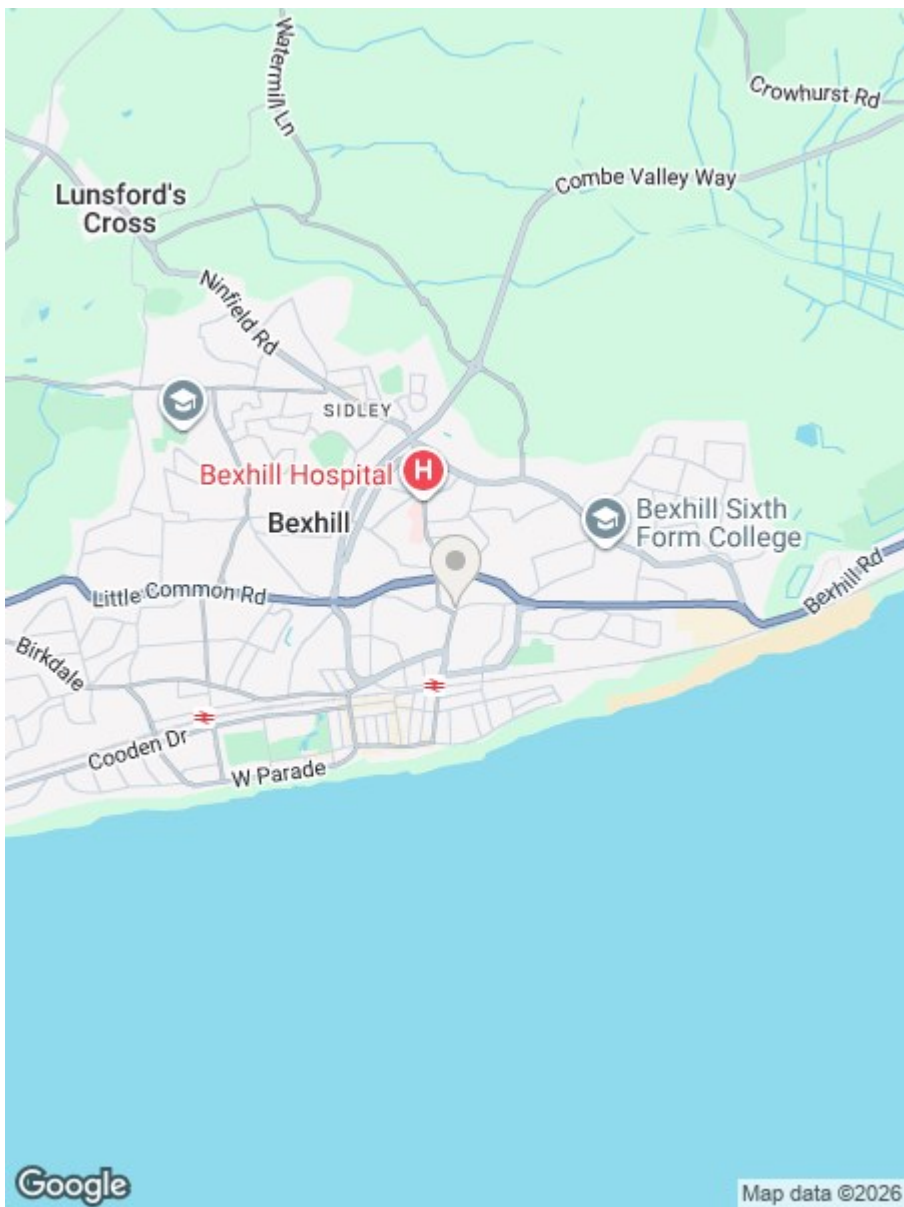 Watermill Ln
Crowhurst Rd
Combe Valley Way
Lunsford's
Cross
Ninfield Rd
SIDLEY
Bexhill Hospital
H
Bexhill
Bexhill Sixth
Form College
Bexhill Rd
Little Common Rd
Birkdale
Cooden Dr
W Parade
Google
Map data ©2026